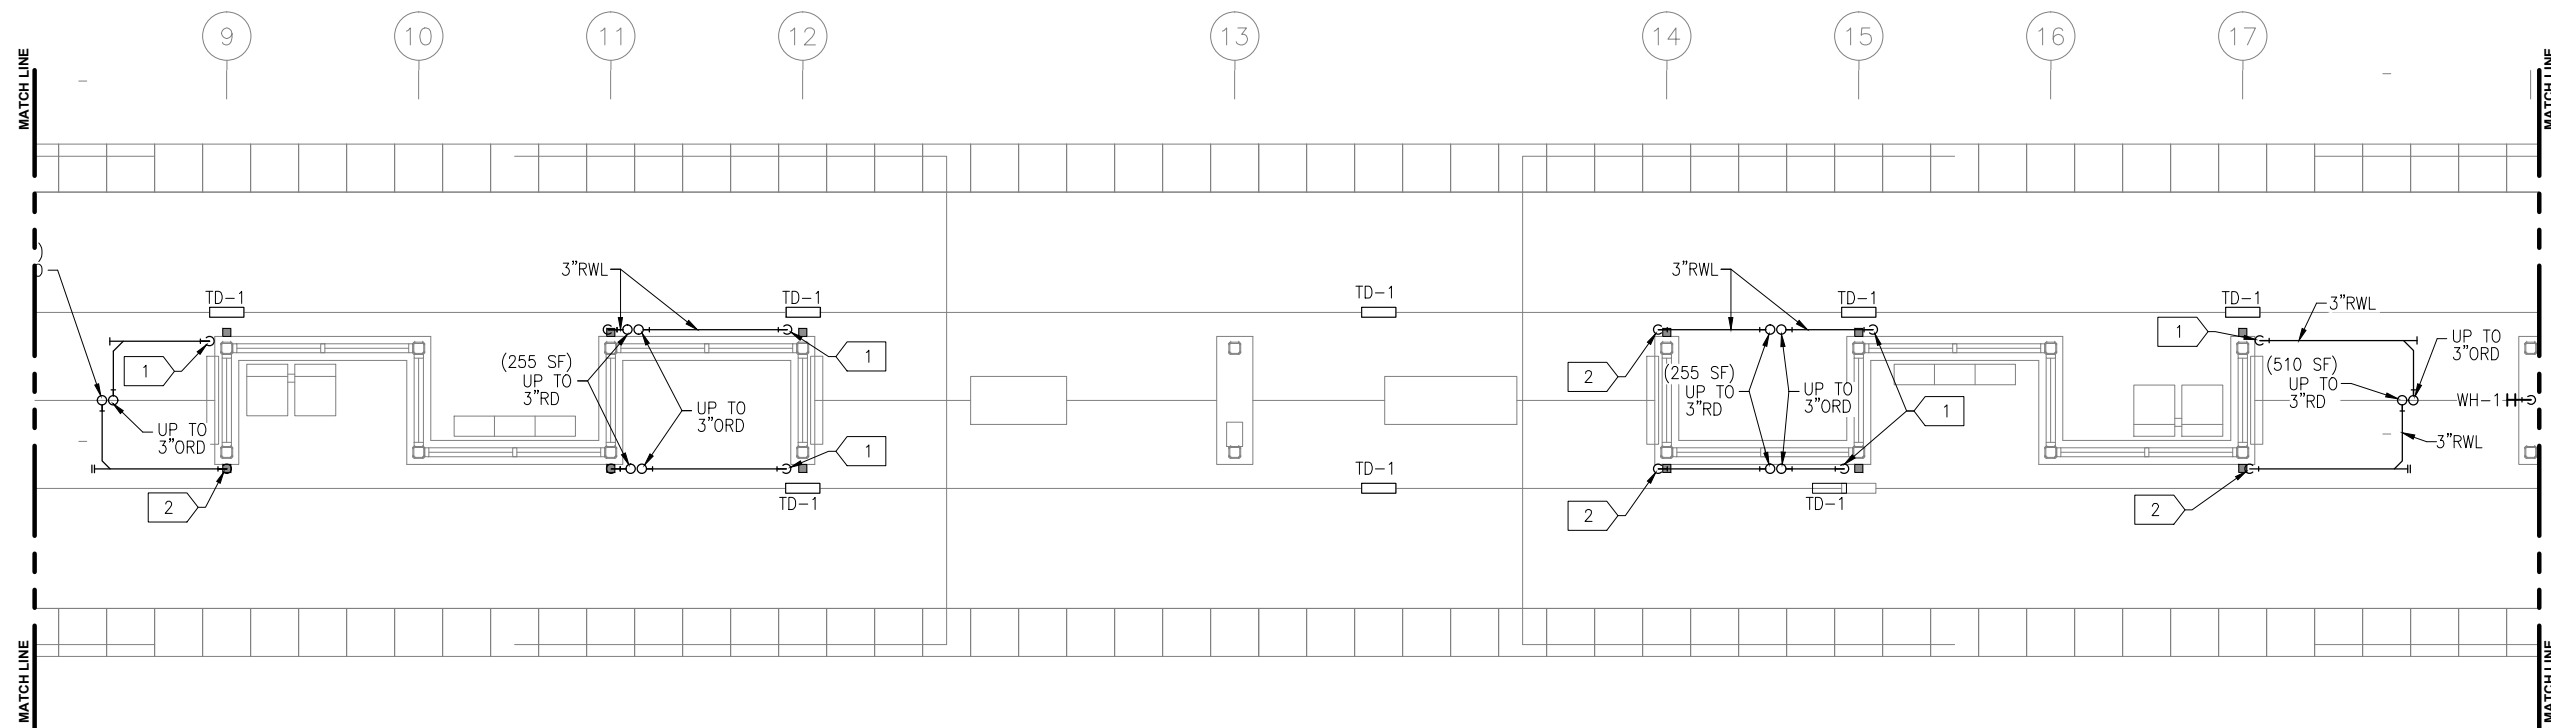 9
10
11
12
13
14
15
16
17
MATCH LINE
MATCH LINE
)
3"RWL
3"RWL
3"RWL
TD-1
TD-1
TD-1
TD-1
TD-1
1
1
1
(255 SF)
UP TO
3"RD
2
(255 SF)
UP TO
3"RD
UP TO
3"ORD
(510 SF)
UP TO
3"RD
UP TO
3"ORD
UP TO
3"ORD
UP TO
3"ORD
WH-1
1
1
3"RWL
2
TD-1
TD-1
2
TD-1
2
MATCH LINE
MATCH LINE